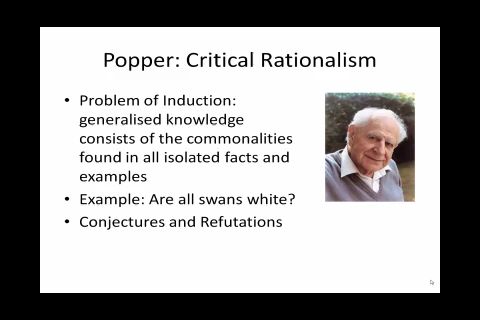 Popper: Critical Rationalism
• Problem of Induction:
generalised knowledge
consists of the commonalities
found in all isolated facts and
examples
• Example: Are all swans white?
• Conjectures and Refutations